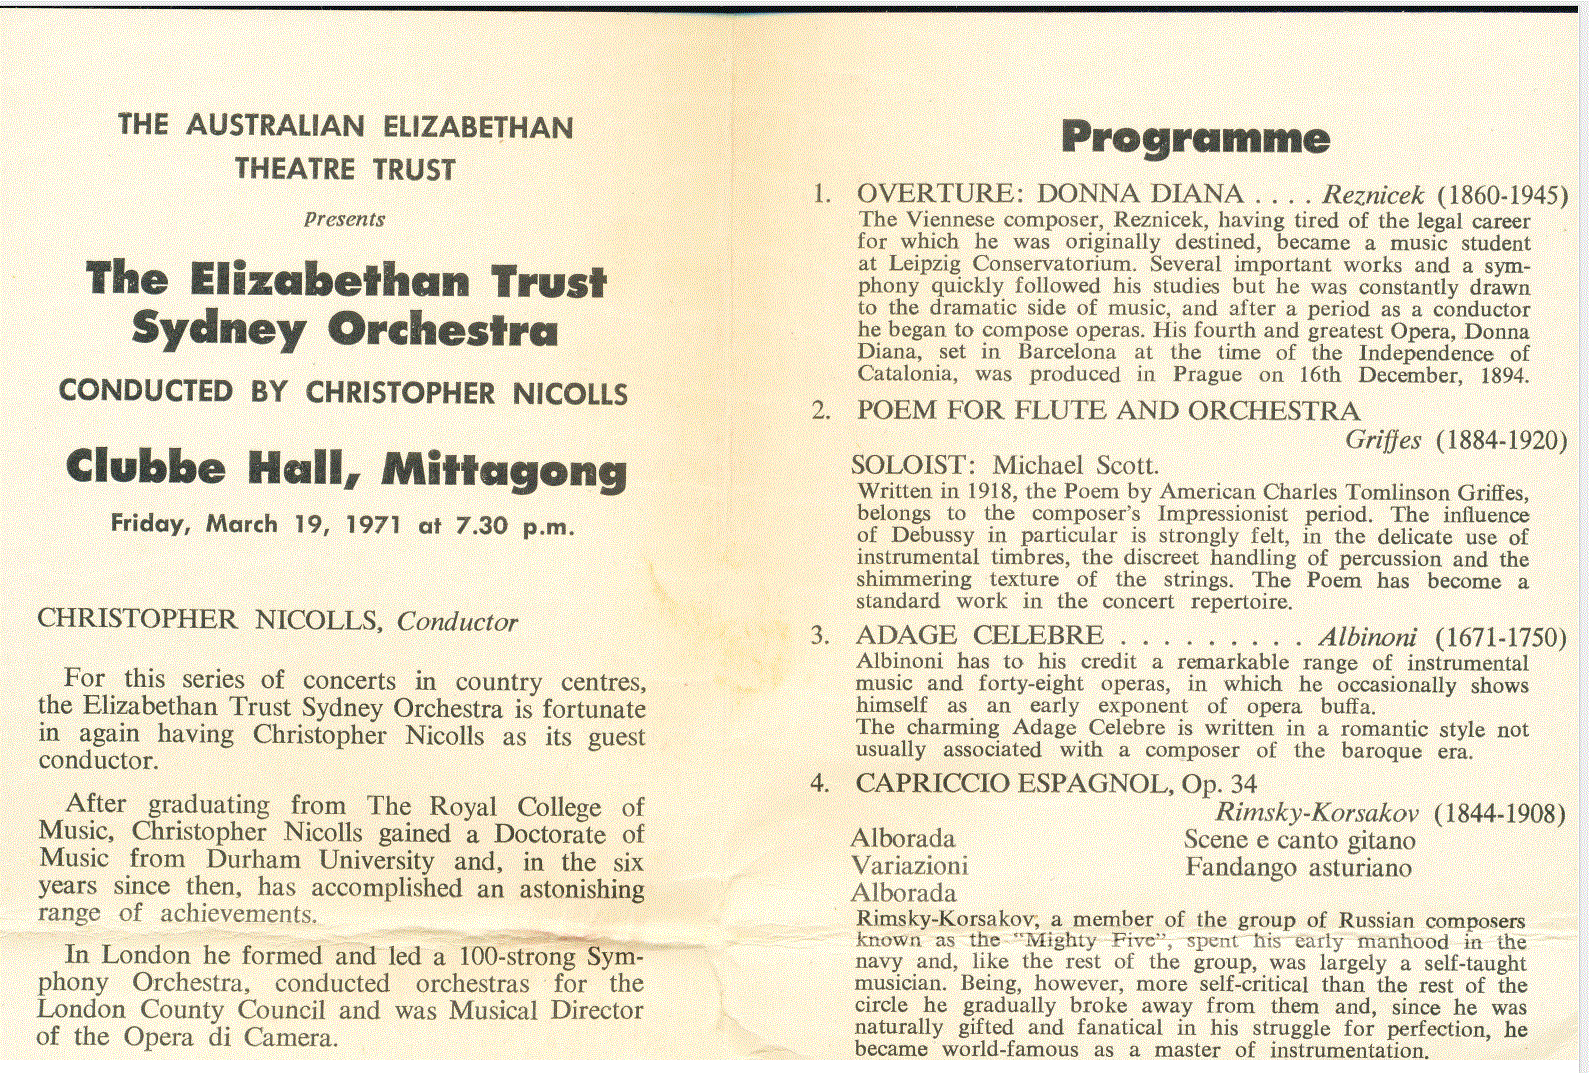 THE AUSTRALIAN ELIZABETHAN
THEATRE TRUST
Presents
The Elizabethan Trust
Sydney Orchestra
CONDUCTED BY CHRISTOPHER NICOLLS
Clubbe Hall, Mittagong
Friday, March 19, 1971 at 7.30 p.m.
CHRISTOPHER NICOLLS, Conductor
For this series of concerts in country centres,
the Elizabethan Trust Sydney Orchestra is fortunate
in again having Christopher Nicolls as its guest
conductor.
After graduating from The Royal College of
Music, Christopher Nicolls gained a Doctorate of
Music from Durham University and, in the six
years since then, has accomplished an astonishing
range of achievements.
In London he formed and led a 100-strong Sym-
phony Orchestra, conducted orchestras for the
London County Council and was Musical Director
of the Opera di Camera.
Programme
1. OVERTURE: DONNA DIANA . . . . Reznicek (1860-1945)
The Viennese composer, Reznicek, having tired of the legal career
for which he was originally destined, became a music student
at Leipzig Conservatorium. Several important works and a sym-
phony quickly followed his studies but he was constantly drawn
to the dramatic side of music, and after a period as a conductor
he began to compose operas. His fourth and greatest Opera, Donna
Diana, set in Barcelona at the time of the Independence of
Catalonia, was produced in Prague on 16th December, 1894.
2. POEM FOR FLUTE AND ORCHESTRA
Griffes (1884-1920)
SOLOIST: Michael Scott.
Written in 1918, the Poem by American Charles Tomlinson Griffes,
belongs to the composer's Impressionist period. The influence
of Debussy in particular is strongly felt, in the delicate use of
instrumental timbres, the discreet handling of percussion and the
shimmering texture of the strings. The Poem has become a
standard work in the concert repertoire.
3. ADAGE CELEBRE . . . . . . . . . Albinoni (1671-1750)
Albinoni has to his credit a remarkable range of instrumental
music and forty-eight operas, in which he occasionally shows
himself as an early exponent of opera buffa.
The charming Adage Celebre is written in a romantic style not
usually associated with a composer of the baroque era.
4. CAPRICCIO ESPAGNOL, Op. 34
Rimsky-Korsakov (1844-1908)
Alborada Scene e canto gitano
Variazioni Fandango asturiano
Alborada
Rimsky-Korsakov, a member of the group of Russian composers
known as the "Mighty Five", spent his early manhood in the
navy and, like the rest of the group, was largely a self-taught
musician. Being, however, more self-critical than the rest of the
circle he gradually broke away from them and, since he was
naturally gifted and fanatical in his struggle for perfection, he
became world-famous as a master of instrumentation.